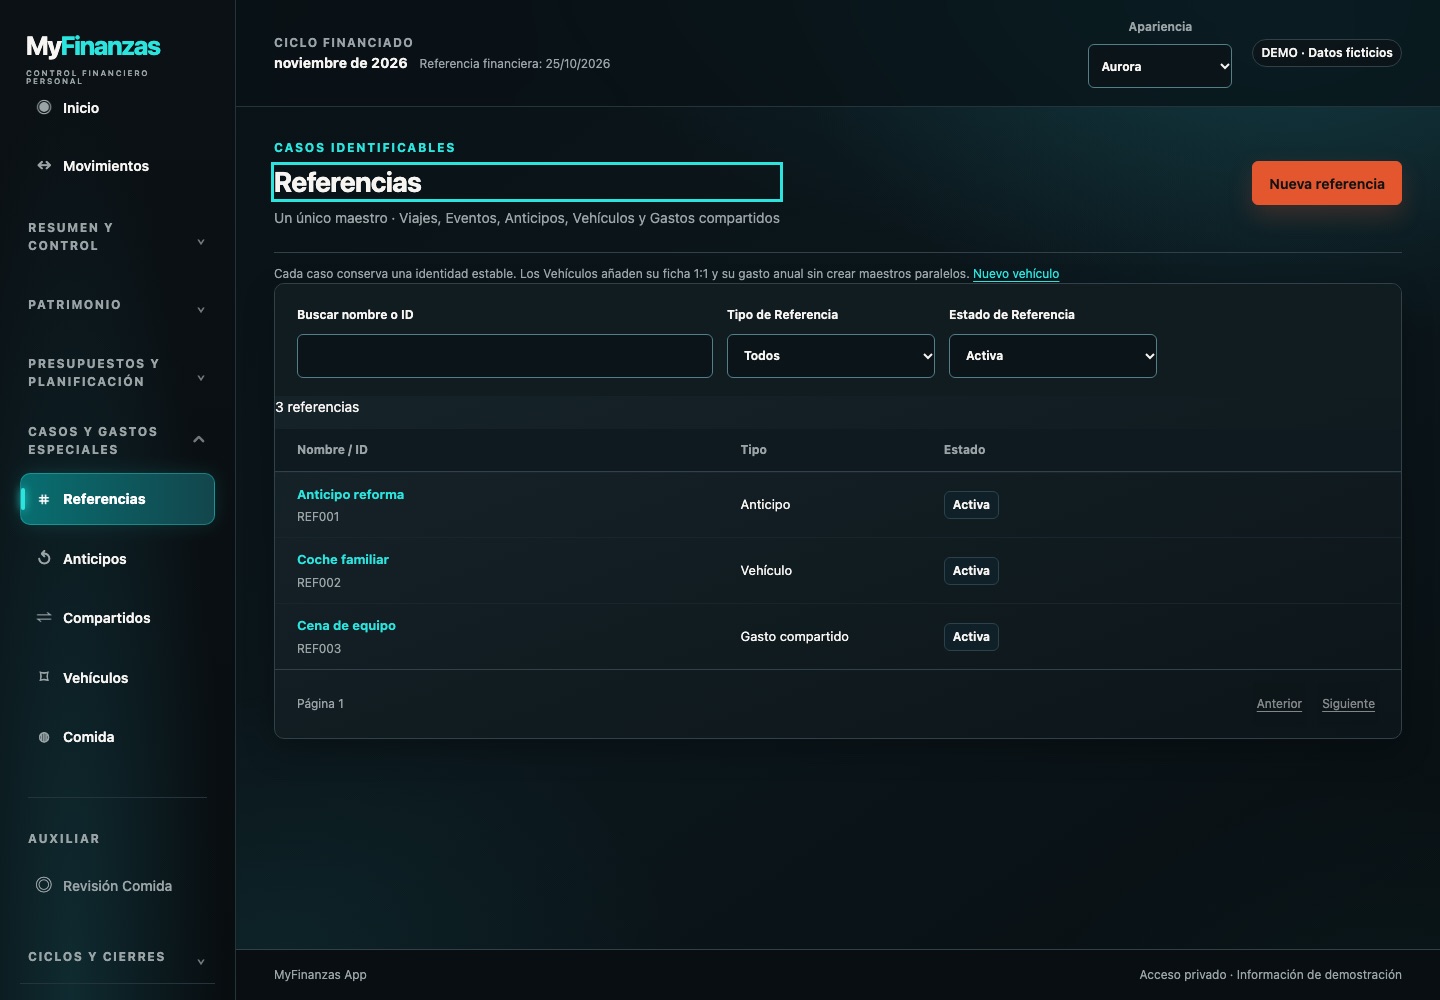 MyFinanzas
CONTROL FINANCIERO
PERSONAL
Inicio
Movimientos
RESUMEN Y
CONTROL
PATRIMONIO
PRESUPUESTOS Y
PLANIFICACIÓN
CASOS Y GASTOS
ESPECIALES
Referencias
Anticipos
Compartidos
Vehículos
Comida
AUXILIAR
Revisión Comida
CICLOS Y CIERRES
CICLO FINANCIADO
noviembre de 2026 Referencia financiera: 25/10/2026
Apariencia
Aurora
DEMO · Datos ficticios
CASOS IDENTIFICABLES
Referencias
Un único maestro · Viajes, Eventos, Anticipos, Vehículos y Gastos compartidos
Nueva referencia
Cada caso conserva una identidad estable. Los Vehículos añaden su ficha 1:1 y su gasto anual sin crear maestros paralelos. Nuevo vehículo
Buscar nombre o ID Tipo de Referencia Estado de Referencia
Todos Activa
3 referencias
Nombre / ID Tipo Estado
Anticipo reforma
REF001
Anticipo Activa
Coche familiar
REF002
Vehículo Activa
Cena de equipo
REF003
Gasto compartido Activa
Página 1 Anterior Siguiente
MyFinanzas App Acceso privado · Información de demostración